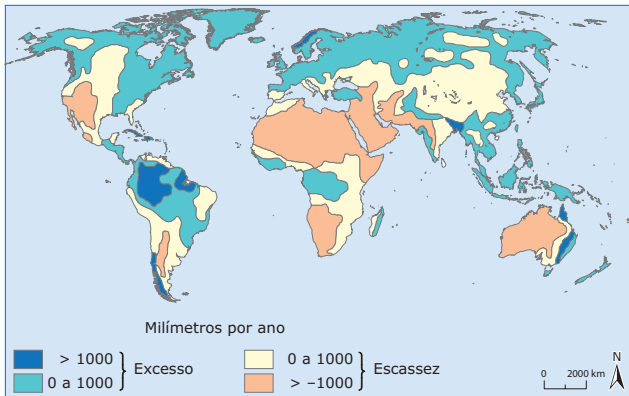 Milímetros por ano
> 1000
0 a 1000
Excesso
0 a 1000
> –1000
Escassez
0 2000 km
N